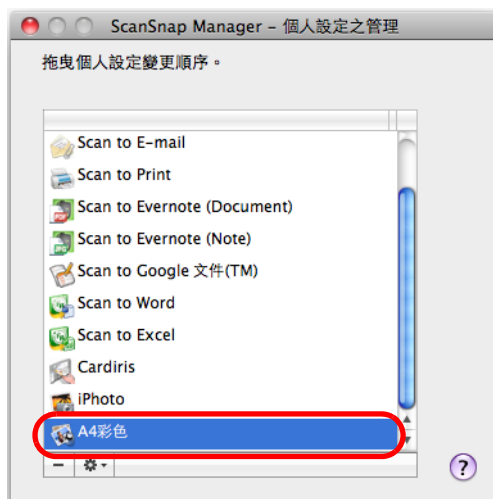 ScanSnap Manager – 個人設定之管理
拖曳個人設定變更順序。
Scan to E-mail
Scan to Print
Scan to Evernote (Document)
Scan to Evernote (Note)
Scan to Google 文件(TM)
Scan to Word
Scan to Excel
Cardiris
iPhoto
A4彩色
?